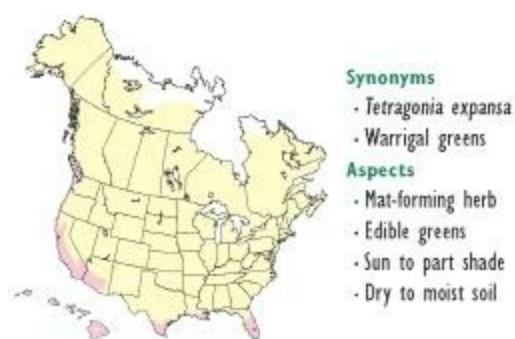 Synonyms
· Tetragonia expansa
· Warrigal greens
Aspects
· Mat-forming herb
· Edible greens
· Sun to part shade
· Dry to moist soil